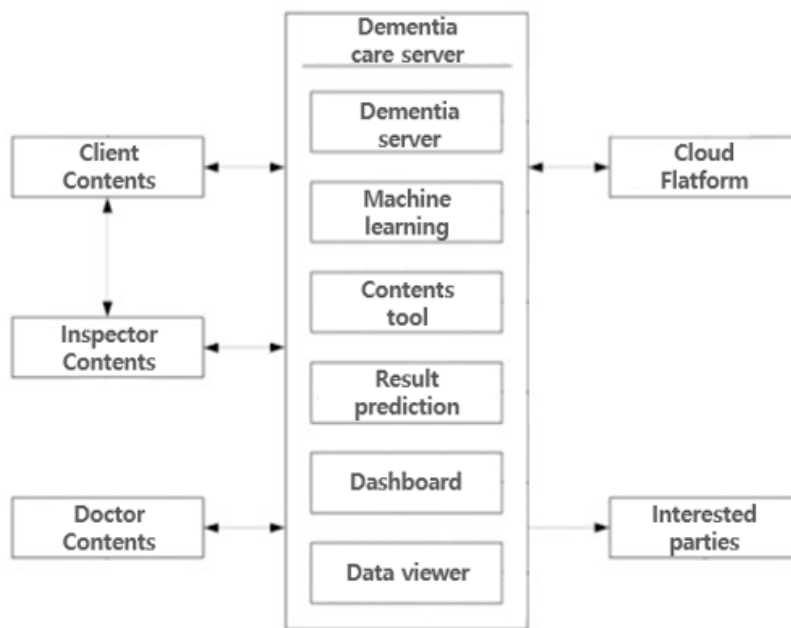 Dementia
care server
Dementia
server
Machine
learning
Contents
tool
Result
prediction
Dashboard
Data viewer
Client
Contents
Inspector
Contents
Doctor
Contents
Cloud
Flatform
Interested
parties